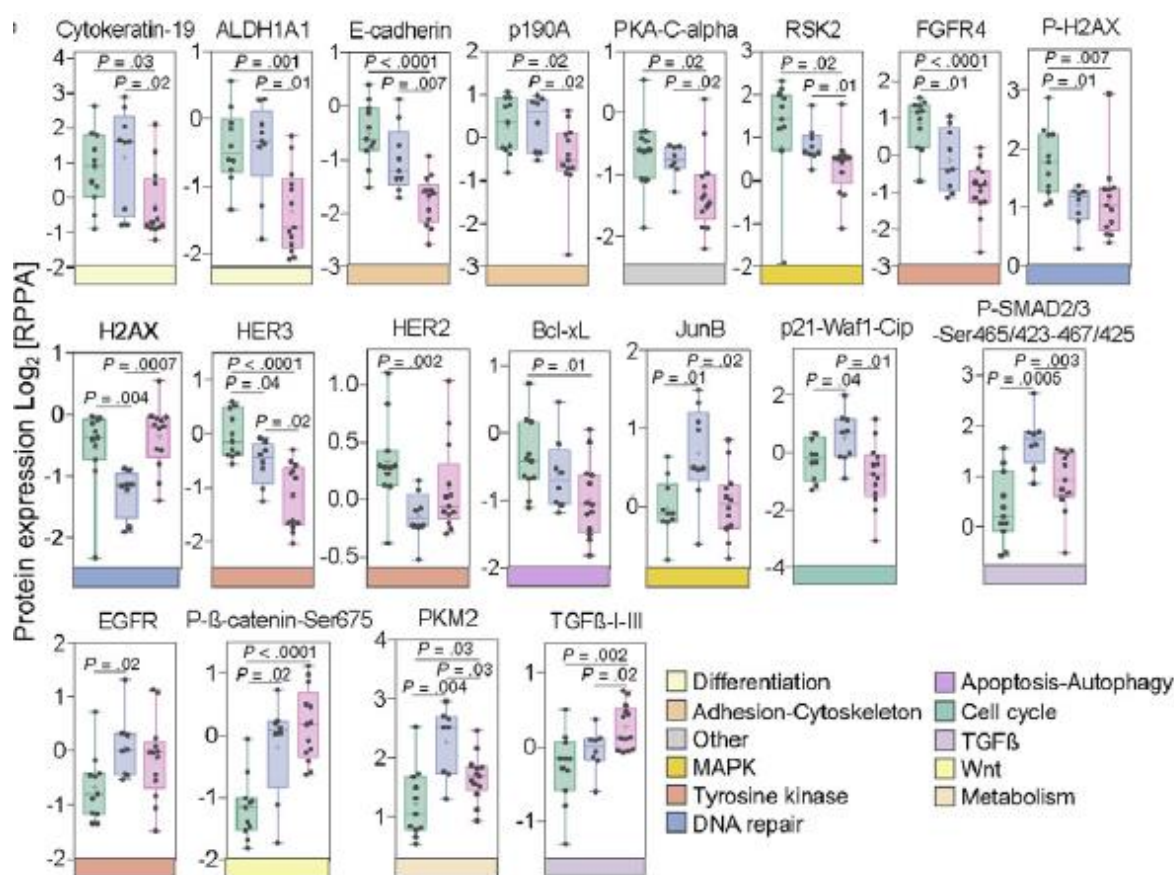 Cytokeratin-19 ALDH1A1 E-cadherin p190A PKA-C-alpha RSK2 FGFR4 P-H2AX
P = .03 P = .001 P < .0001 P = .02 P = .02 P = .02 P < .0001 P = .007
P = .02 P = .01 P = .007 P = .02 P = .02 P = .01 P = .01 P = .01
4 3 2 1 0 -1 -2
1 0 -1 -2
1 0 -1 -2 -3
2 1 0 -1 -2 -3
1 0 -1 -2
3 2 1 0 -1 -2
3 2 1 0 -1 -2 -3
3 2 1 0
Protein expression Log2 [RPPA]
H2AX HER3 HER2 Bcl-xL JunB p21-Waf1-Cip P-SMAD2/3
-Ser465/423-467/425
P = .0007 P < .0001 P = .002 P = .01 P = .02 P = .01 P = .003
P = .004 P = .04 P = .01 P = .04 P = .0005
P = .02
1 0 -1 -2
1 0 -1 -2
1.0 0.5 0.0 0.5
1 0 -1 -2
2 0
4 2 0 -2 -4
3 2 1 0
EGFR P-ß-catenin-Ser675 PKM2 TGFß-I-III
P = .02 P < .0001 P = .03 P = .002
P = .02 P = .03 P = .02
P = .004
2 1 0 -1 -2
2 1 0 -1 -2
4 3 2 1
1 0 -1
Differentiation
Adhesion-Cytoskeleton
Other
MAPK
Tyrosine kinase
DNA repair
Apoptosis-Autophagy
Cell cycle
TGFß
Wnt
Metabolism